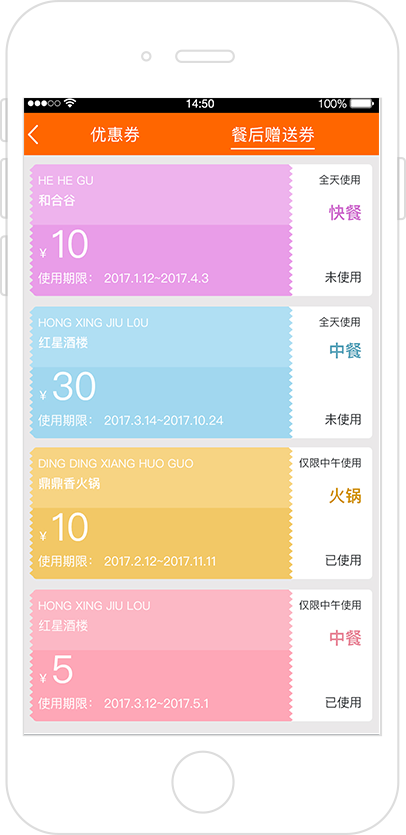 14:50
100%
优惠券
餐后赠送券
HE HE GU
和合谷
全天使用
快餐
¥ 10
使用期限： 2017.1.12~2017.4.3
未使用
HONG XING JIU L0U
红星酒楼
全天使用
中餐
¥ 30
使用期限： 2017.3.14~2017.10.24
未使用
DING DING XIANG HUO GUO
鼎鼎香火锅
仅限中午使用
火锅
¥ 10
使用期限： 2017.2.12~2017.11.11
已使用
HONG XING JIU LOU
红星酒楼
仅限中午使用
中餐
¥ 5
使用期限： 2017.3.12~2017.5.1
已使用